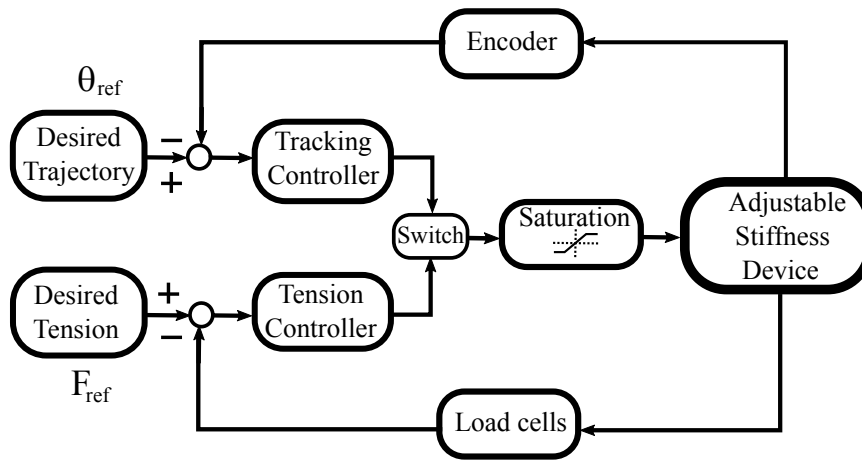 Encoder
θref
Desired
Trajectory
−
+
Tracking
Controller
Switch
Saturation
Adjustable
Stiffness
Device
Desired
Tension
+
−
Tension
Controller
Fref
Load cells